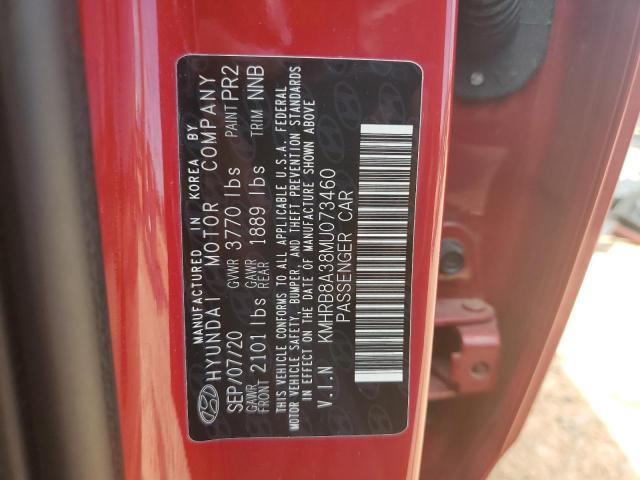 MANUFACTURED IN KOREA BY
HYUNDAI MOTOR COMPANY
SEP/07/20 GVWR 3770 lbs PAINT PR2
GAWR FRONT 2101 lbs GAWR REAR 1889 lbs TRIM NNB
THIS VEHICLE CONFORMS TO ALL APPLICABLE U.S.A. FEDERAL
MOTOR VEHICLE SAFETY, BUMPER, AND THEFT PREVENTION STANDARDS
IN EFFECT ON THE DATE OF MANUFACTURE SHOWN ABOVE
V.I.N KMHRB8A38MU073460
PASSENGER CAR